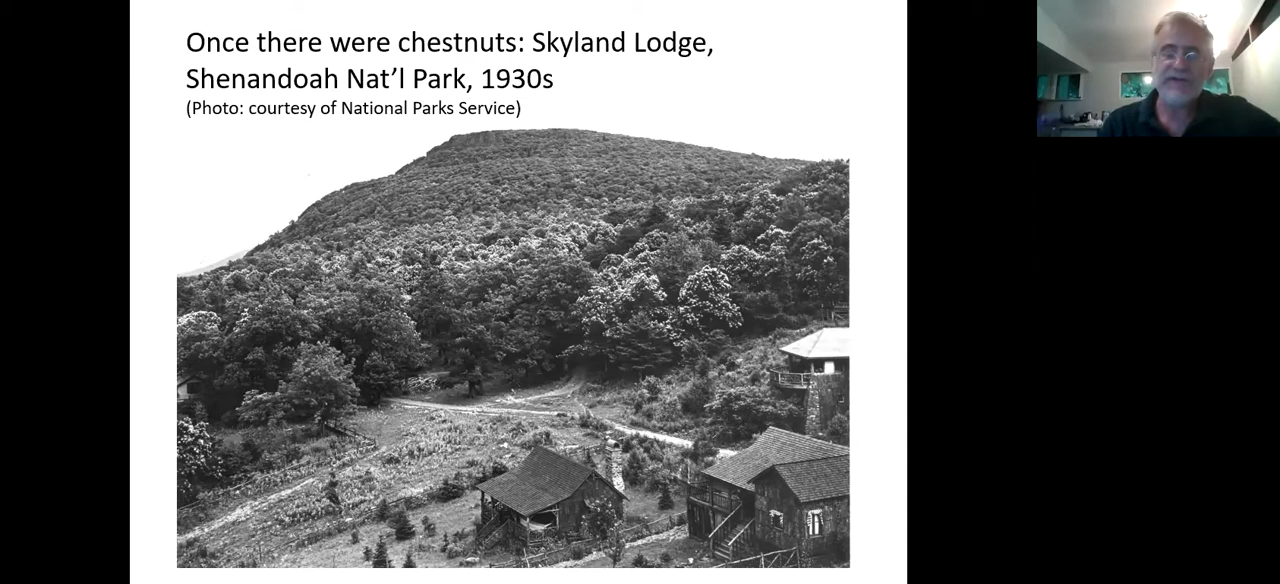 Once there were chestnuts: Skyland Lodge,
Shenandoah Nat’l Park, 1930s
(Photo: courtesy of National Parks Service)